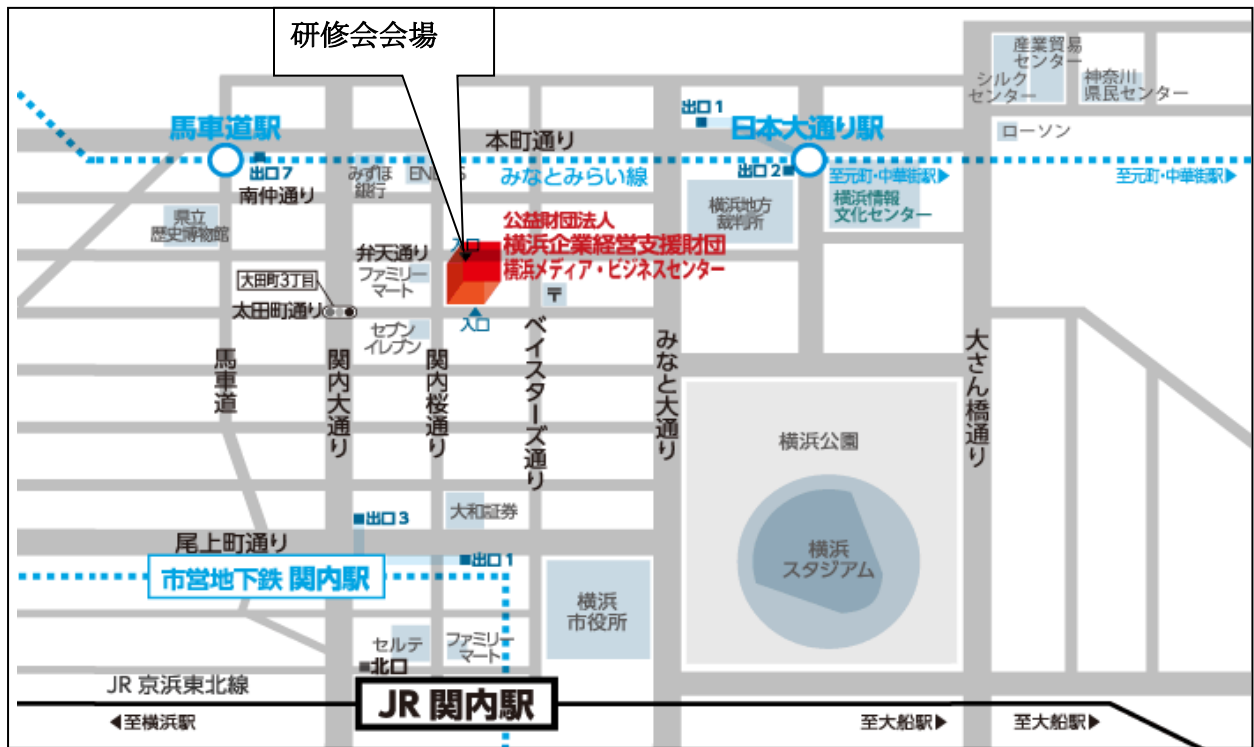 研修会会場
産業貿易
センター
シルク
センター
神奈川
県民センター
出口1
馬車道駅
日本大通り駅
ローソン
本町通り
出口7
みずほ
銀行
みなとみらい線
出口2
至元町・中華街駅▶
至元町・中華街駅▶
南仲通り
横浜地方
裁判所
横浜情報
文化センター
県立
歴史博物館
公益財団法人
横浜企業経営支援財団
横浜メディア・ビジネスセンター
入口
弁天通り
ファミリー
マート
大田町3丁目
太田町通り
〒
入口
セブン
イレブン
馬車道
関内大通り
関内桜通り
ベイスターズ通り
みなと大通り
大さん橋通り
横浜公園
大和証券
出口3
尾上町通り
出口1
横浜
スタジアム
市営地下鉄 関内駅
横浜
市役所
セルテ
ファミリー
マート
北口
JR 京浜東北線
JR 関内駅
◀至横浜駅
至大船駅▶
至大船駅▶